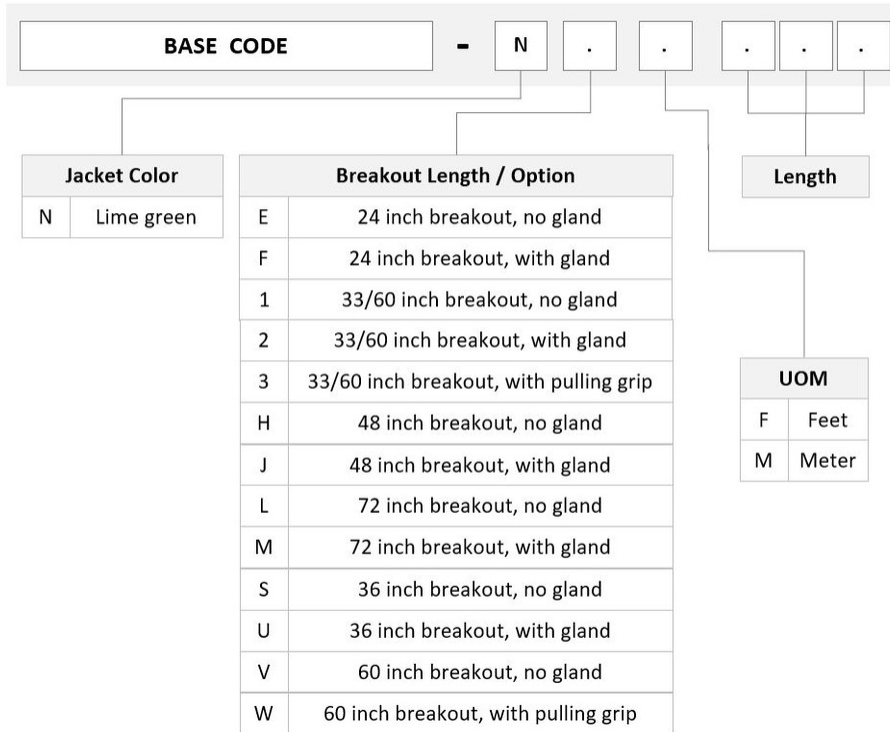 BASE CODE - N . . . . .
Jacket Color
N Lime green
Breakout Length / Option
E 24 inch breakout, no gland
F 24 inch breakout, with gland
1 33/60 inch breakout, no gland
2 33/60 inch breakout, with gland
3 33/60 inch breakout, with pulling grip
H 48 inch breakout, no gland
J 48 inch breakout, with gland
L 72 inch breakout, no gland
M 72 inch breakout, with gland
S 36 inch breakout, no gland
U 36 inch breakout, with gland
V 60 inch breakout, no gland
W 60 inch breakout, with pulling grip
Length
UOM
F Feet
M Meter